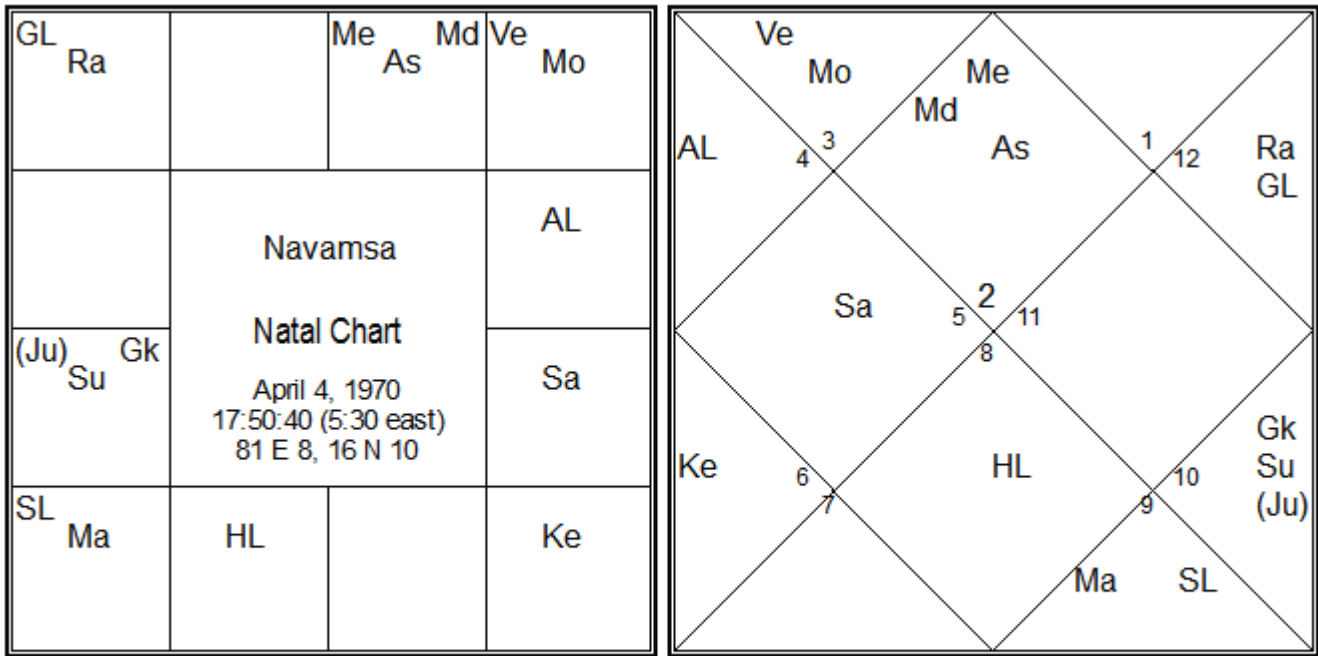 GL
Ra
Me Md
As
Ve
Mo
Navamsa
Natal Chart
April 4, 1970
17:50:40 (5:30 east)
81 E 8, 16 N 10
AL
(Ju) Gk
Su
Sa
SL
Ma
HL
Ke
Ve
Mo
Me
Md
As
AL
3
4
1
12
Ra
GL
Sa
2
5
11
8
Ke
6
7
HL
10
9
Gk
Su
(Ju)
Ma SL